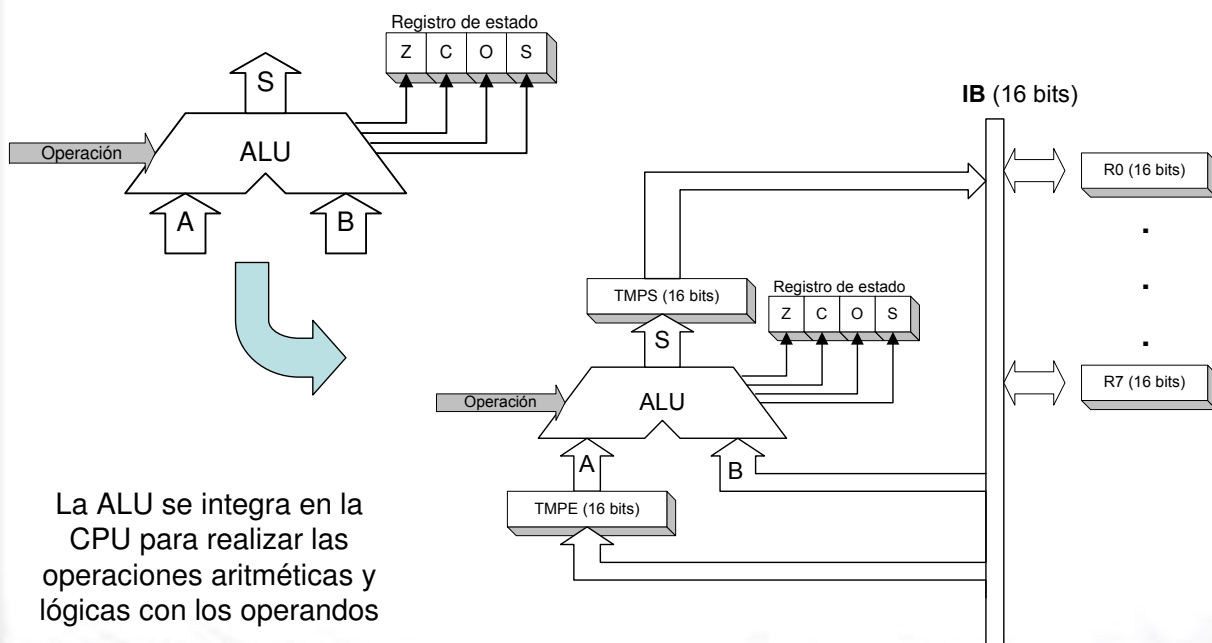 Registro de estado
Z C O S
S
Operación
ALU
A
B
IB (16 bits)
R0 (16 bits)
.
.
.
R7 (16 bits)
TMPS (16 bits)
Registro de estado
Z C O S
S
Operación
ALU
A
B
TMPE (16 bits)
La ALU se integra en la
CPU para realizar las
operaciones aritméticas y
lógicas con los operandos